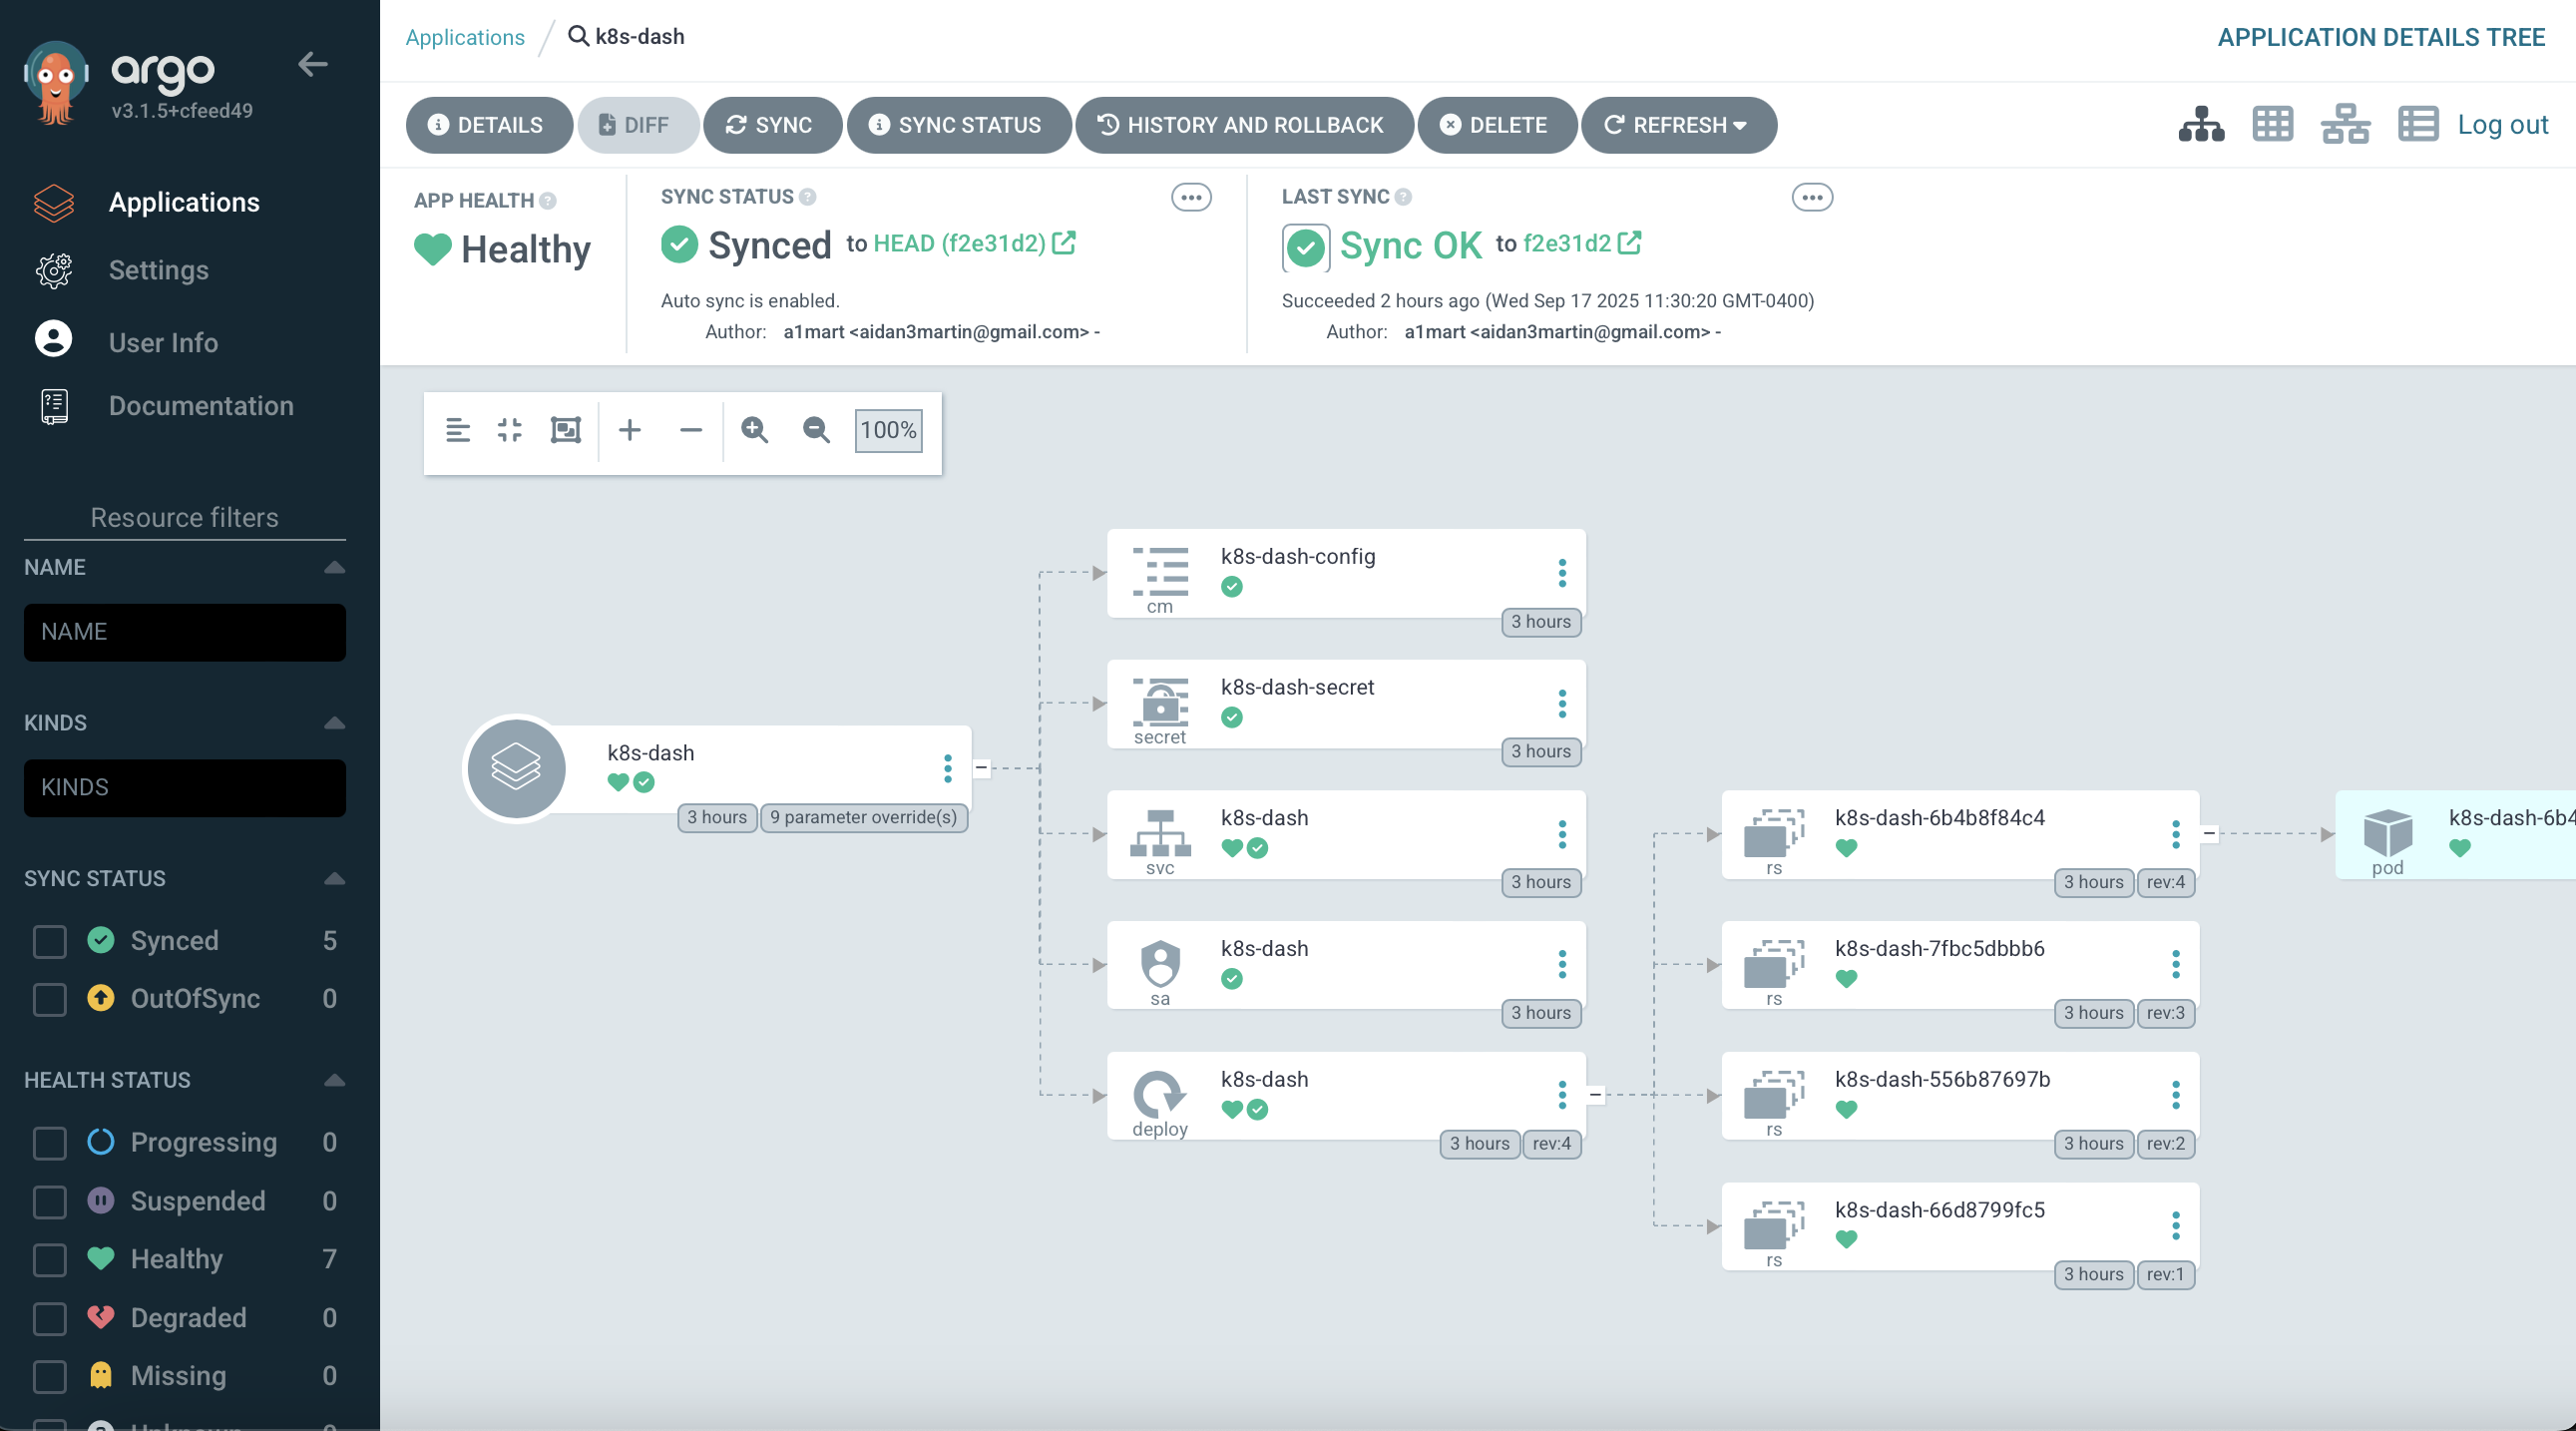 argo
v3.1.5+cfeed49
Applications
Settings
User Info
Documentation
Resource filters
NAME
NAME
KINDS
KINDS
SYNC STATUS
Synced 5
OutOfSync 0
HEALTH STATUS
Progressing 0
Suspended 0
Healthy 7
Degraded 0
Missing 0
Applications / k8s-dash
APPLICATION DETAILS TREE
DETAILS DIFF SYNC SYNC STATUS HISTORY AND ROLLBACK DELETE REFRESH Log out
APP HEALTH ?
Healthy
SYNC STATUS ?
Synced to HEAD (f2e31d2)
Auto sync is enabled.
Author: a1mart <aidan3martin@gmail.com> -
LAST SYNC ?
Sync OK to f2e31d2
Succeeded 2 hours ago (Wed Sep 17 2025 11:30:20 GMT-0400)
Author: a1mart <aidan3martin@gmail.com> -
100%
k8s-dash
3 hours 9 parameter override(s)
k8s-dash-config
cm
3 hours
k8s-dash-secret
secret
3 hours
k8s-dash
svc
3 hours
k8s-dash
sa
3 hours
k8s-dash
deploy
3 hours rev:4
k8s-dash-6b4b8f84c4
rs
3 hours rev:4
k8s-dash-7fbc5dbbb6
rs
3 hours rev:3
k8s-dash-556b87697b
rs
3 hours rev:2
k8s-dash-66d8799fc5
rs
3 hours rev:1
k8s-dash-6b4
pod